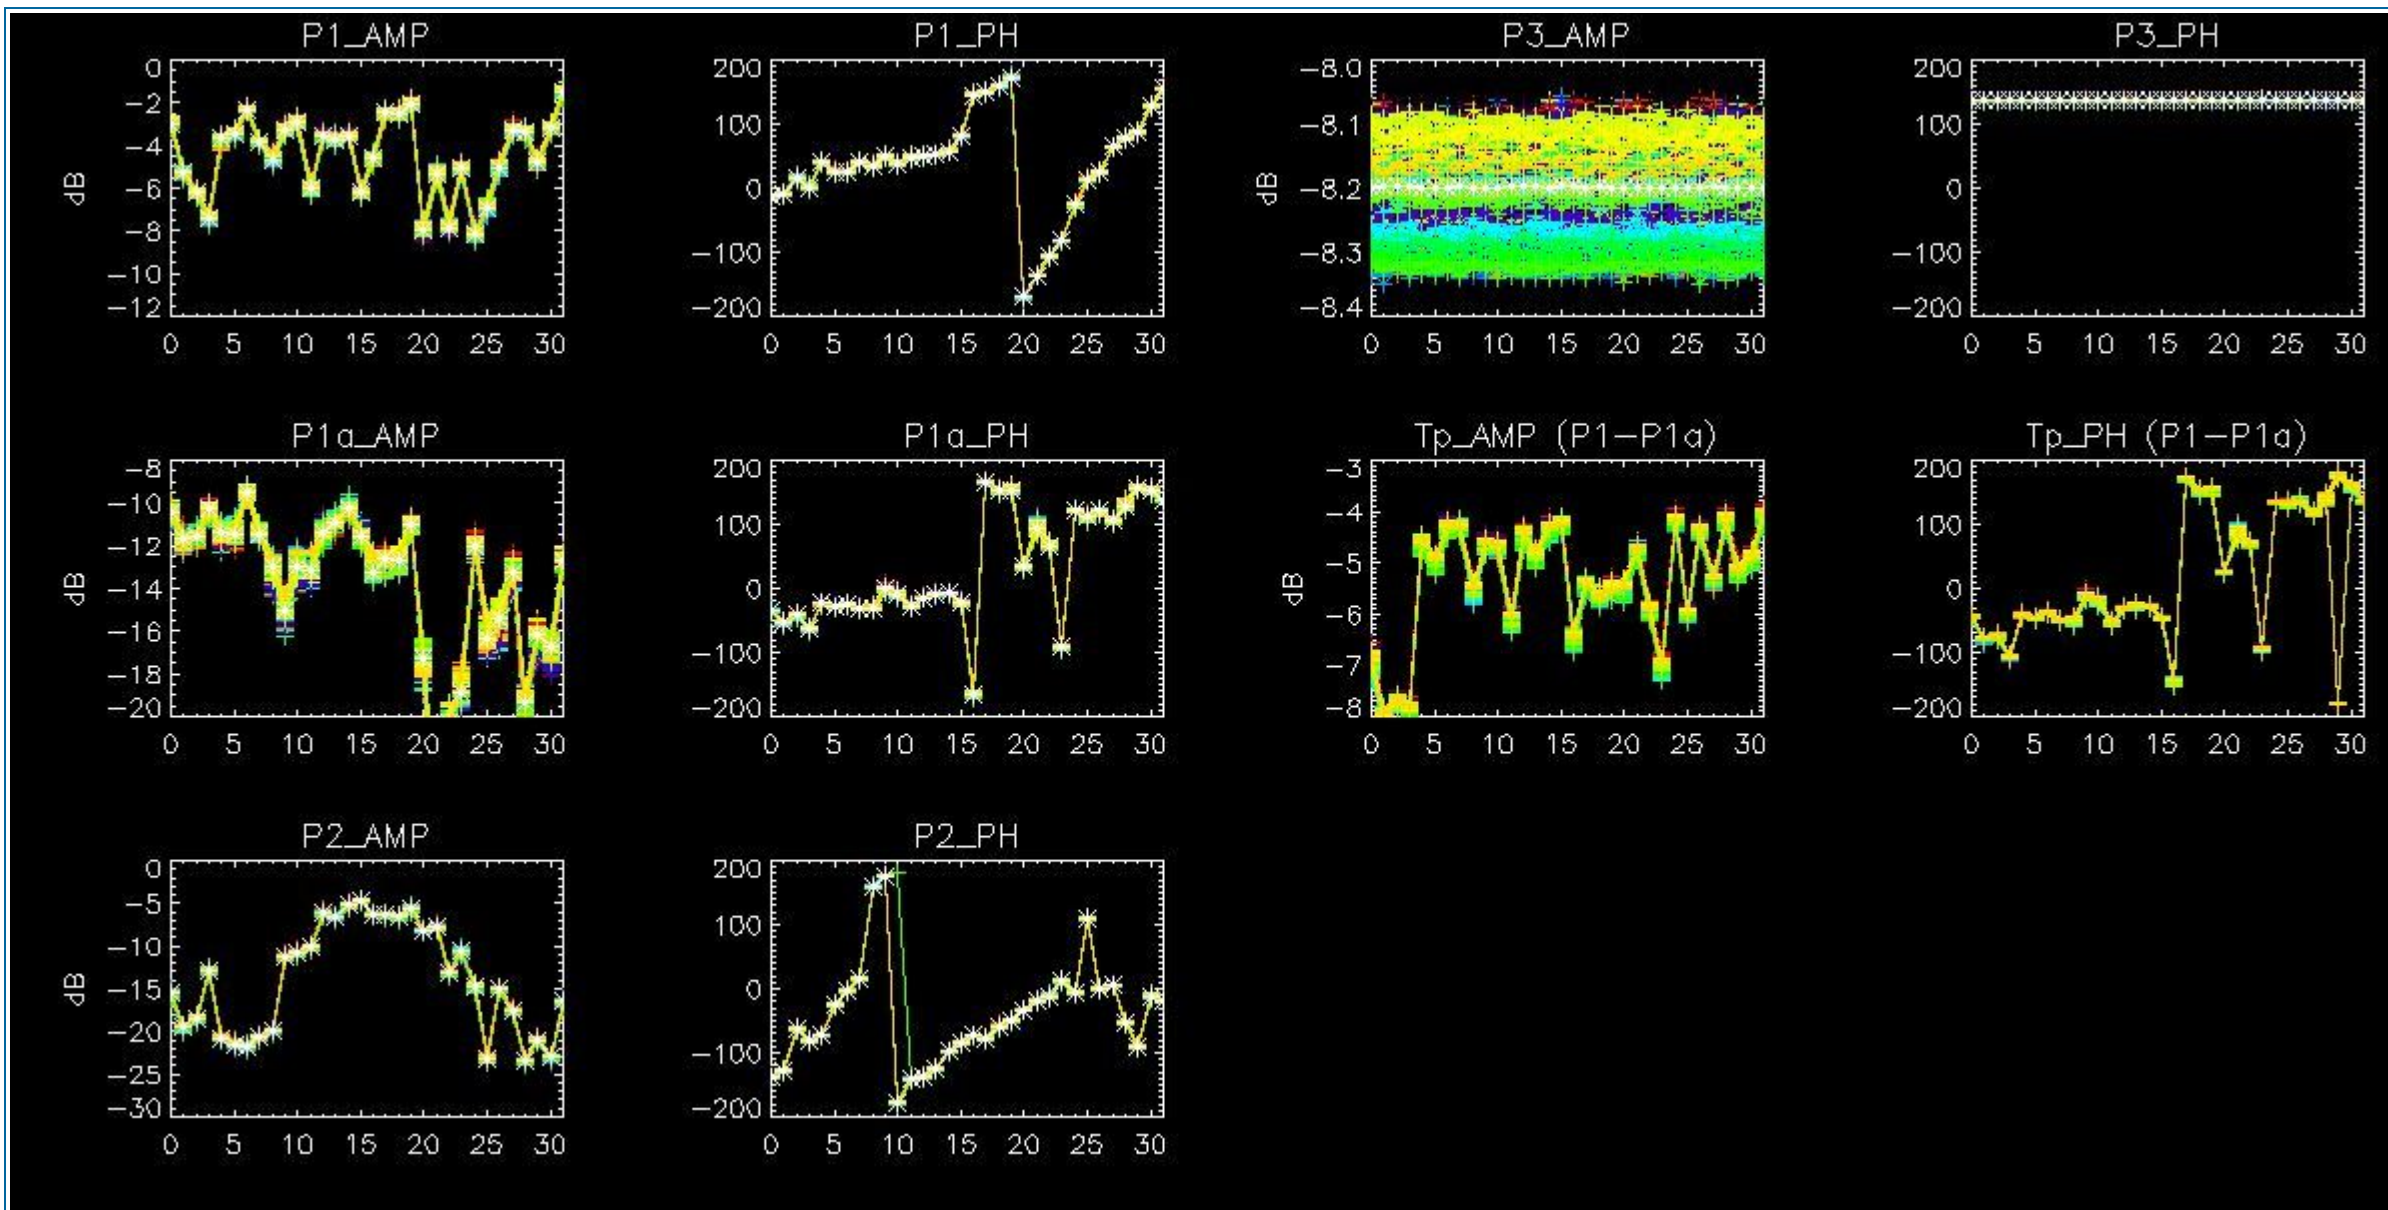 P1_AMP P1_PH P3_AMP P3_PH
0 200 -8.0 200
-2
-4 100 -8.1 100
dB -6 0 dB -8.2 0
-8
-10 -100 -8.3 -100
-12 -200 -8.4 -200
0 5 10 15 20 25 30 0 5 10 15 20 25 30 0 5 10 15 20 25 30 0 5 10 15 20 25 30
P1a_AMP P1a_PH Tp_AMP (P1-P1a) Tp_PH (P1-P1a)
-8 200 -3 200
-10
-12 100 -4 100
dB -14 0 dB -5 0
-16 -6
-18 -100 -7 -100
-20 -200 -8 -200
0 5 10 15 20 25 30 0 5 10 15 20 25 30 0 5 10 15 20 25 30 0 5 10 15 20 25 30
P2_AMP P2_PH
0 200
-5 100
-10
dB -15 0
-20 -100
-25
-30 -200
0 5 10 15 20 25 30 0 5 10 15 20 25 30